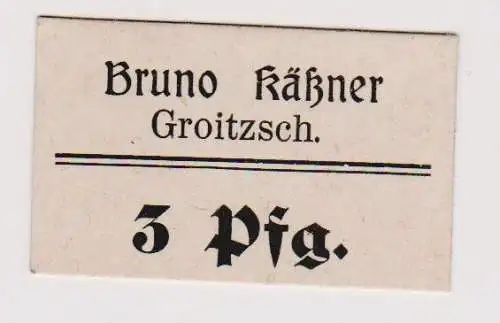 Bruno Käßner
Groitzsch.
3 Pfg.